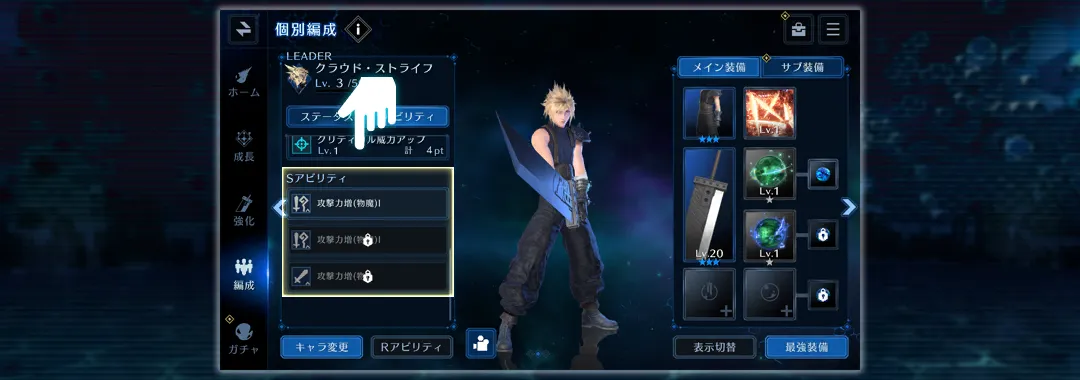 個別編成
i
LEADER
クラウド・ストライフ
Lv. 3 /5
ステータス ビリティ
クリティ ル威力アップ
Lv.1 計 4pt
Sアビリティ
攻撃力増(物魔)I
攻撃力増(物 )I
攻撃力増(物
ホーム
成長
強化
編成
ガチャ
キャラ変更
Rアビリティ
メイン装備
サブ装備
Lv.1
Lv.1
Lv.20
Lv.1
表示切替
最強装備